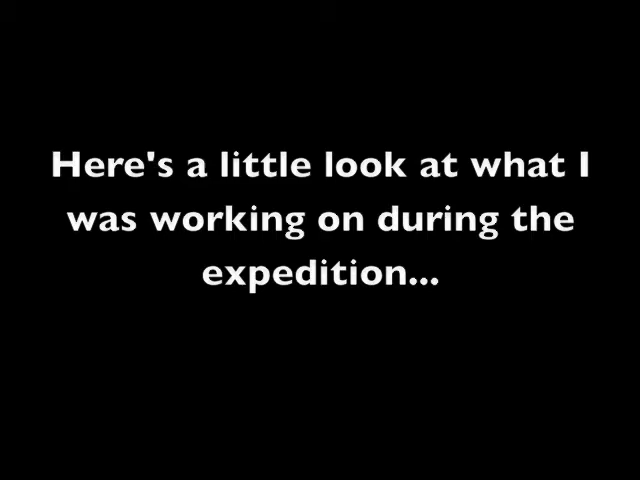 Here's a little look at what I
was working on during the
expedition...